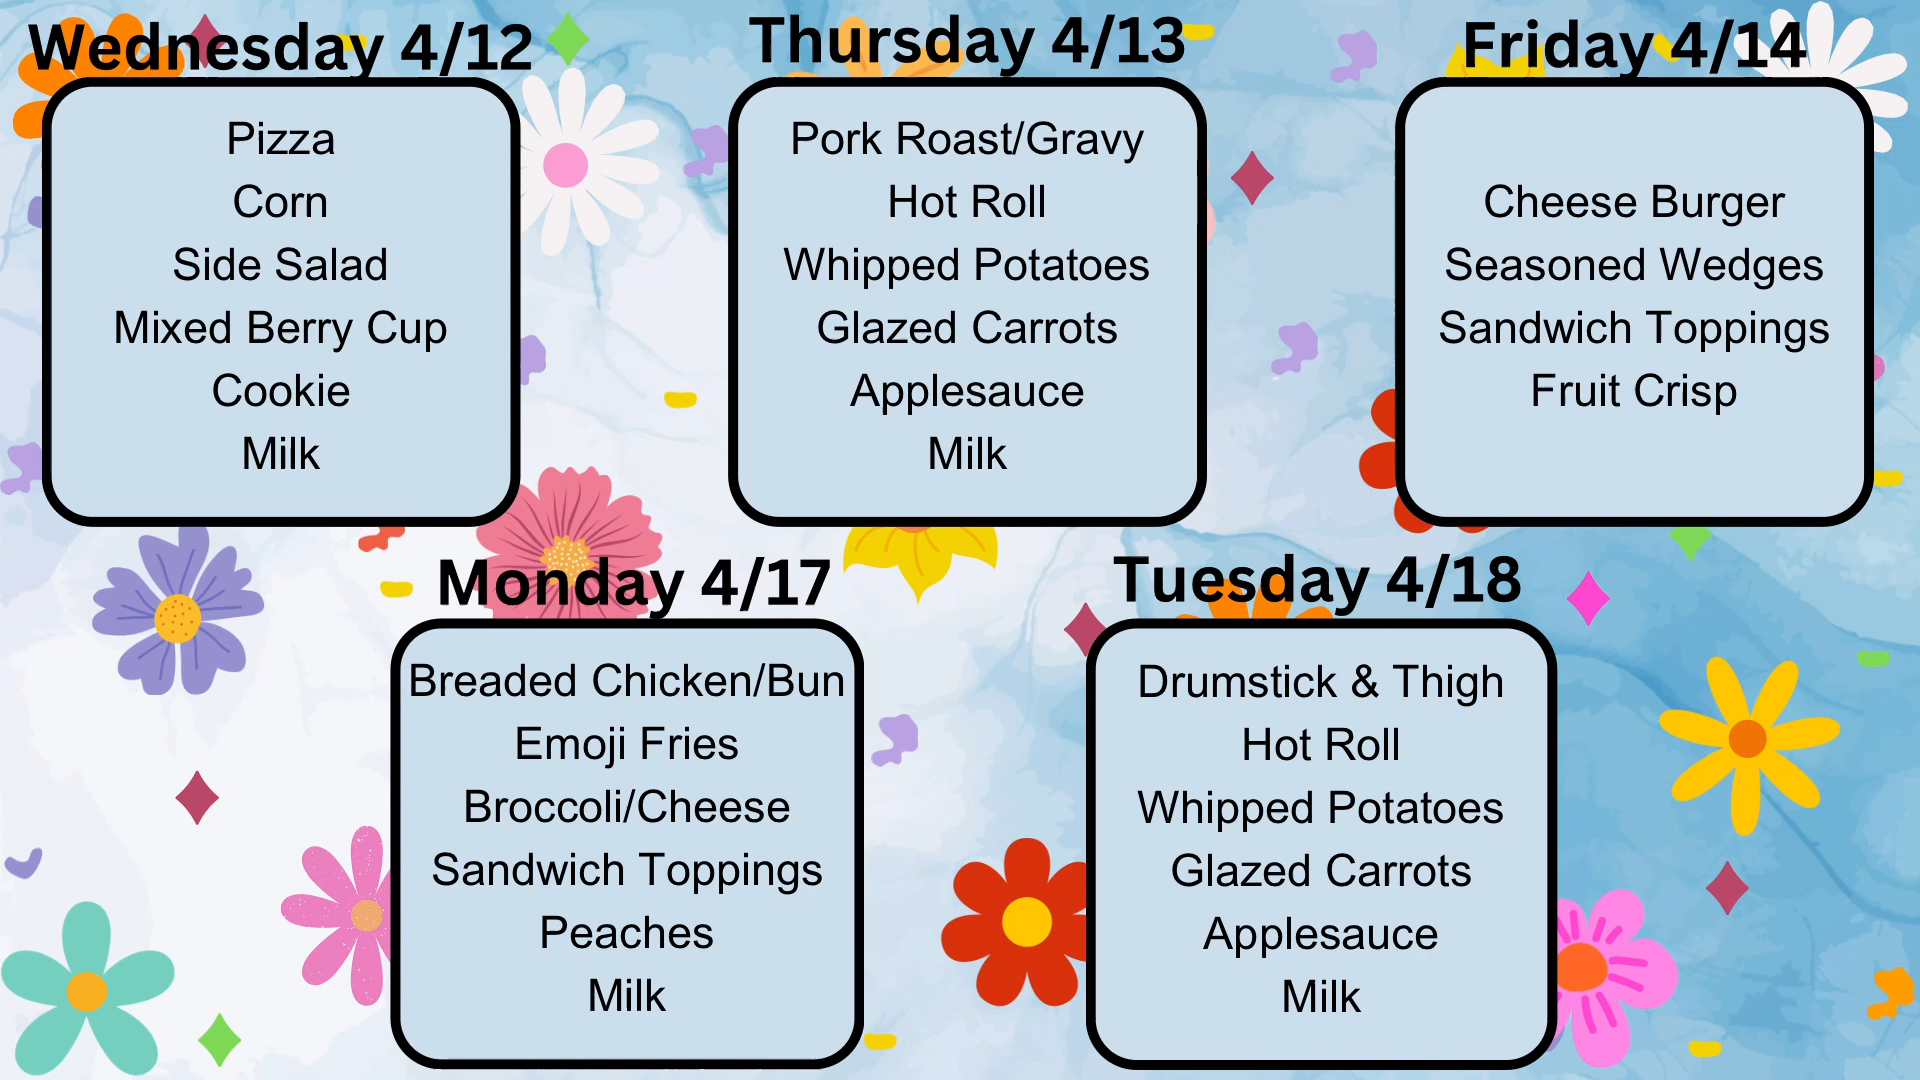 Wednesday 4/12
Pizza
Corn
Side Salad
Mixed Berry Cup
Cookie
Milk
Thursday 4/13
Pork Roast/Gravy
Hot Roll
Whipped Potatoes
Glazed Carrots
Applesauce
Milk
Friday 4/14
Cheese Burger
Seasoned Wedges
Sandwich Toppings
Fruit Crisp
Monday 4/17
Breaded Chicken/Bun
Emoji Fries
Broccoli/Cheese
Sandwich Toppings
Peaches
Milk
Tuesday 4/18
Drumstick & Thigh
Hot Roll
Whipped Potatoes
Glazed Carrots
Applesauce
Milk